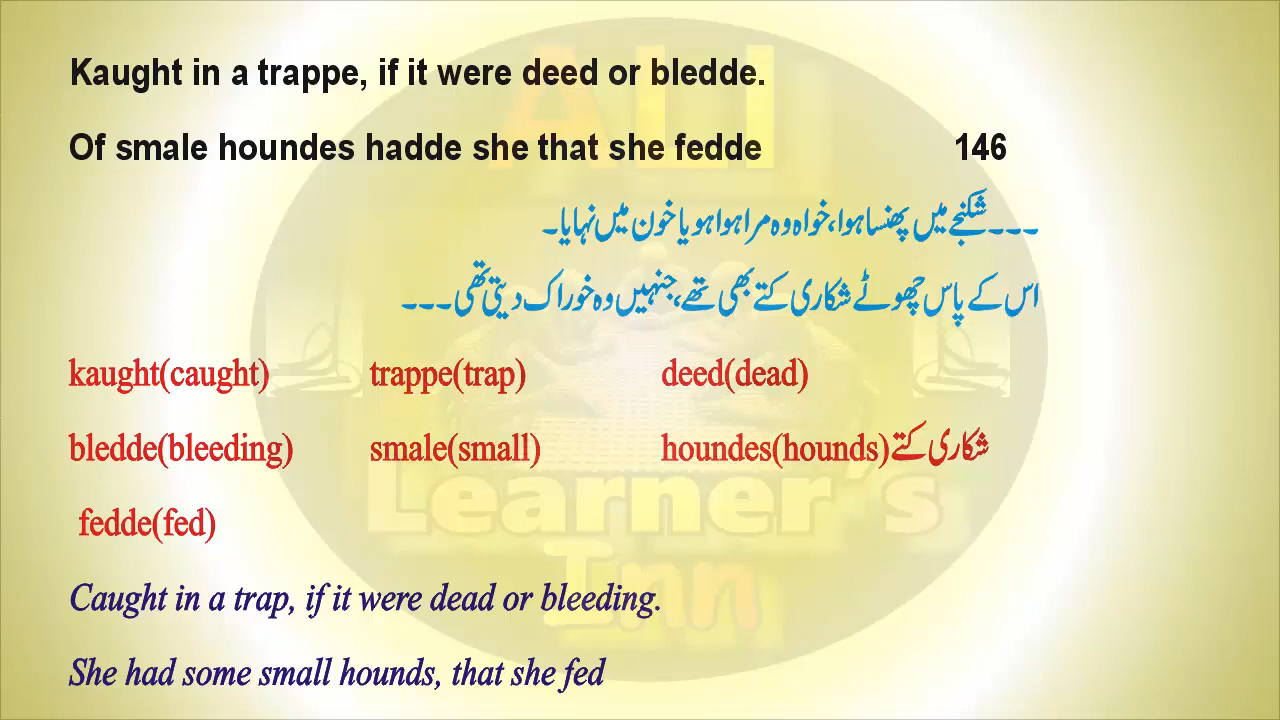 Kaught in a trappe, if it were deed or bledde.
Of smale houndes hadde she that she fedde 146
۔۔۔شکنجے میں پھنسا ہوا، خواہ وہ مرا ہوا ہو یا خون میں نہایا۔
اس کے پاس چھوٹے شکاری کتے بھی تھے، جنہیں وہ خوراک دیتی تھی۔۔۔
kaught(caught) trappe(trap) deed(dead)
bledde(bleeding) smale(small) houndes(hounds)شکاری کتے
fedde(fed)
Caught in a trap, if it were dead or bleeding.
She had some small hounds, that she fed
Learner's
Inn